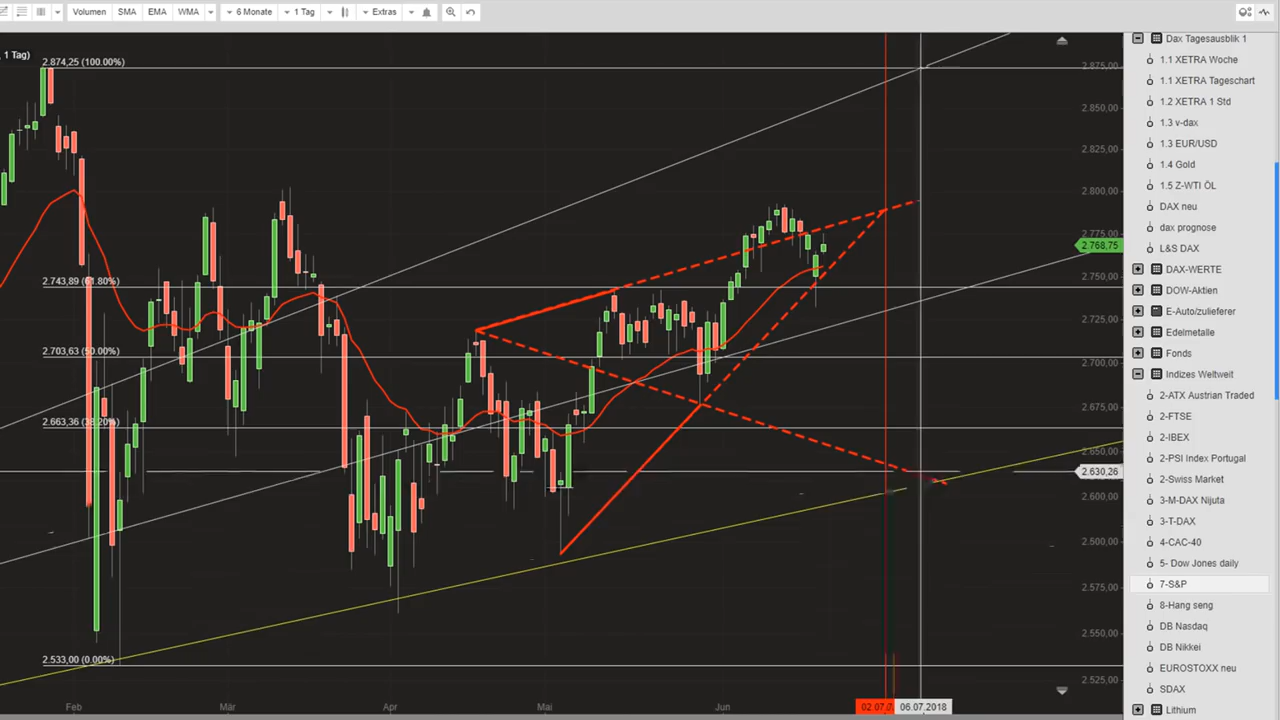 Volumen SMA EMA WMA 6 Monate 1 Tag Extras
1 Tag)
2.874,25 (100.00%)
2.743,89 (61.80%)
2.703,63 (50.00%)
2.663,36 (38.20%)
2.533,00 (0.00%)
2.875,00
2.850,00
2.825,00
2.800,00
2.775,00
2.768,75
2.750,00
2.725,00
2.700,00
2.675,00
2.650,00
2.630,26
2.600,00
2.575,00
2.550,00
2.525,00
Feb Mär Apr Mai Jun 02.07. 06.07.2018
Dax Tagesausblik 1
1.1 XETRA Woche
1.1 XETRA Tageschart
1.2 XETRA 1 Std
1.3 v-dax
1.3 EUR/USD
1.4 Gold
1.5 Z-WTI ÖL
DAX neu
dax prognose
L&S DAX
DAX-WERTE
DOW-Aktien
E-Auto/zulieferer
Edelmetalle
Fonds
Indizes Weltweit
2-ATX Austrian Traded
2-FTSE
2-IBEX
2-PSI Index Portugal
2-Swiss Market
3-M-DAX Nijuta
3-T-DAX
4-CAC-40
5- Dow Jones daily
7-S&P
8-Hang seng
DB Nasdaq
DB Nikkei
EUROSTOXX neu
SDAX
Lithium